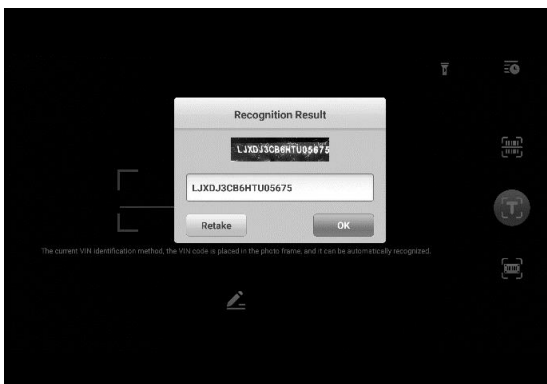 Recognition Result
LJXDJ3CB6HTU05675
LJXDJ3CB6HTU05675
Retake
OK
The current VIN identification method, the VIN code is placed in the photo frame, and it can be automatically recognized.
T